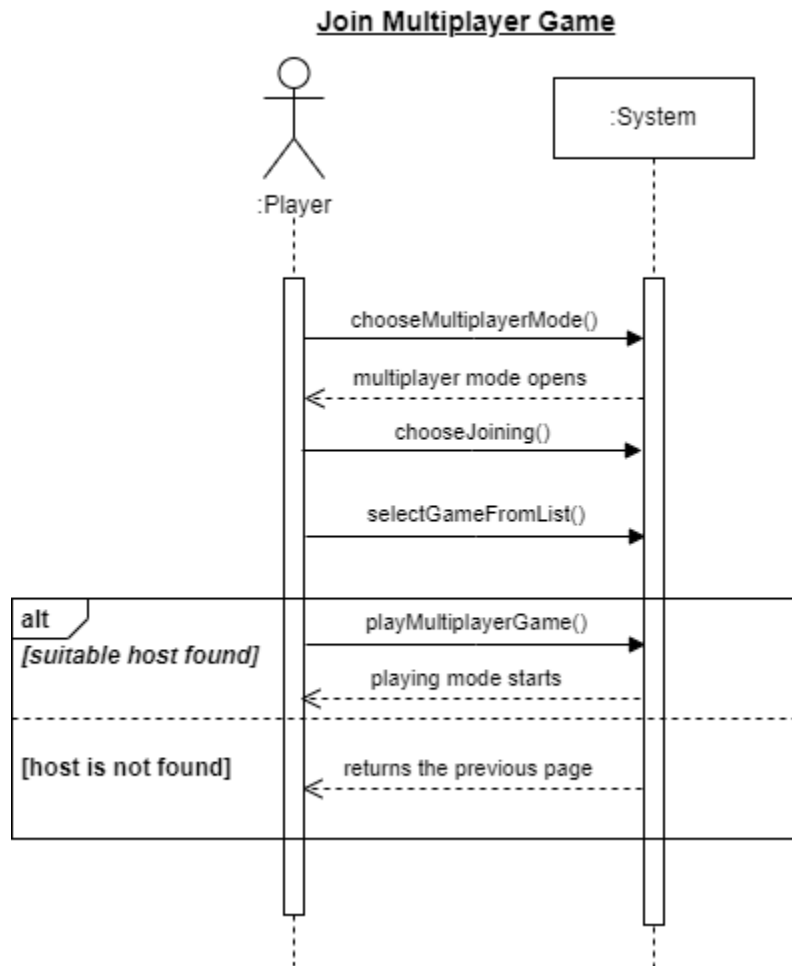 Join Multiplayer Game
:System
:Player
chooseMultiplayerMode()
multiplayer mode opens
chooseJoining()
selectGameFromList()
alt
playMultiplayerGame()
[suitable host found]
playing mode starts
[host is not found]
returns the previous page